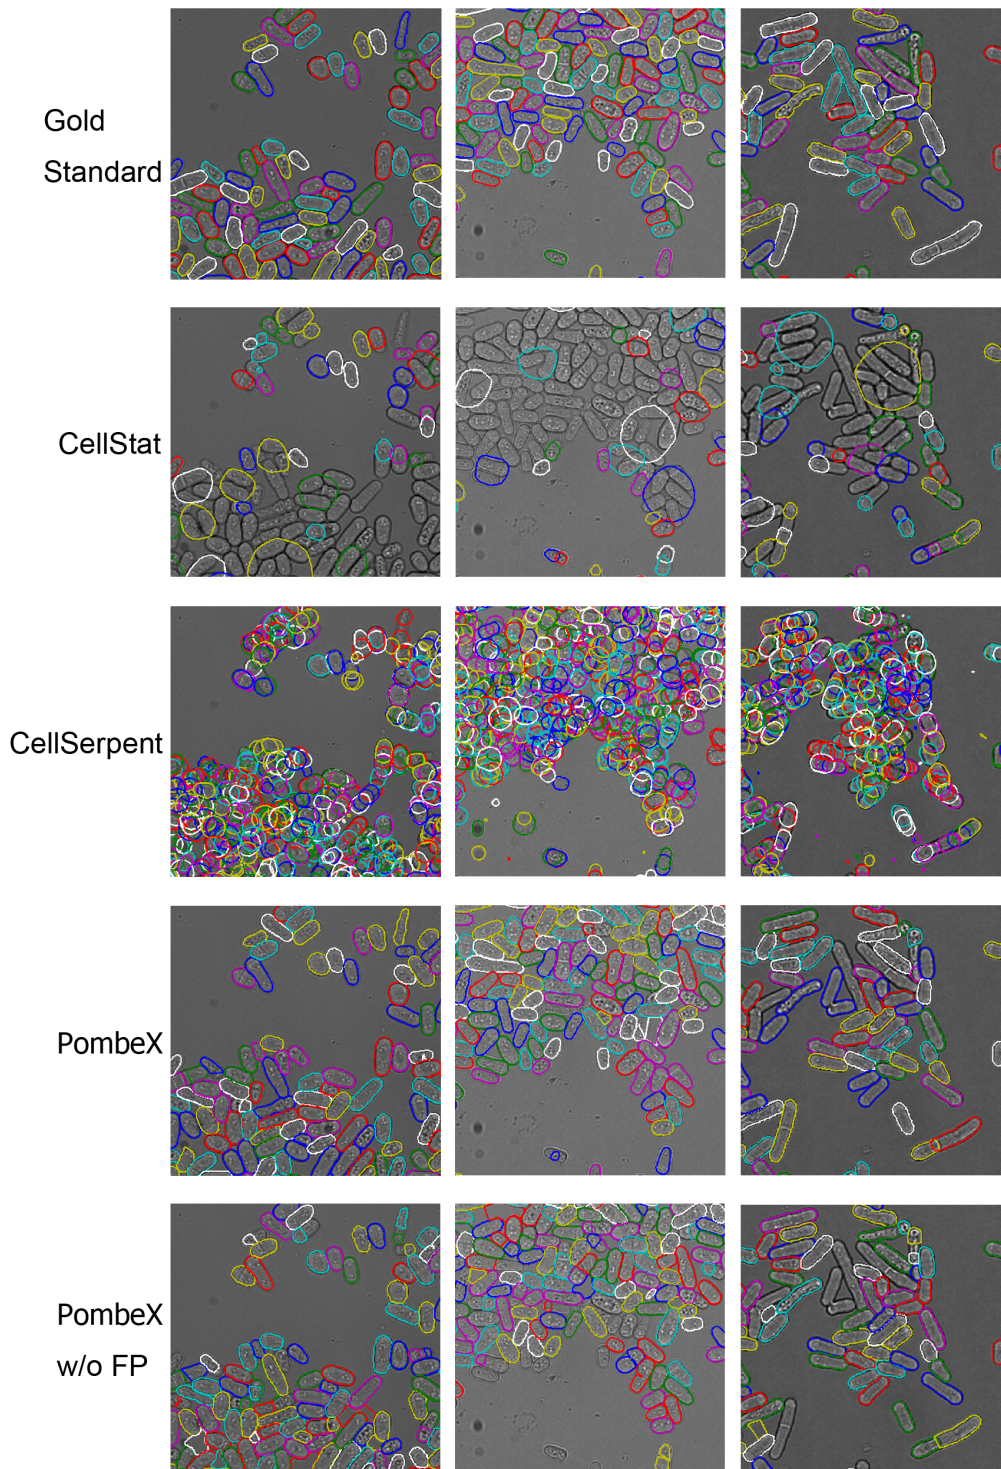 Gold
Standard
CellStat
CellSerpent
PombeX
PombeX
w/o FP